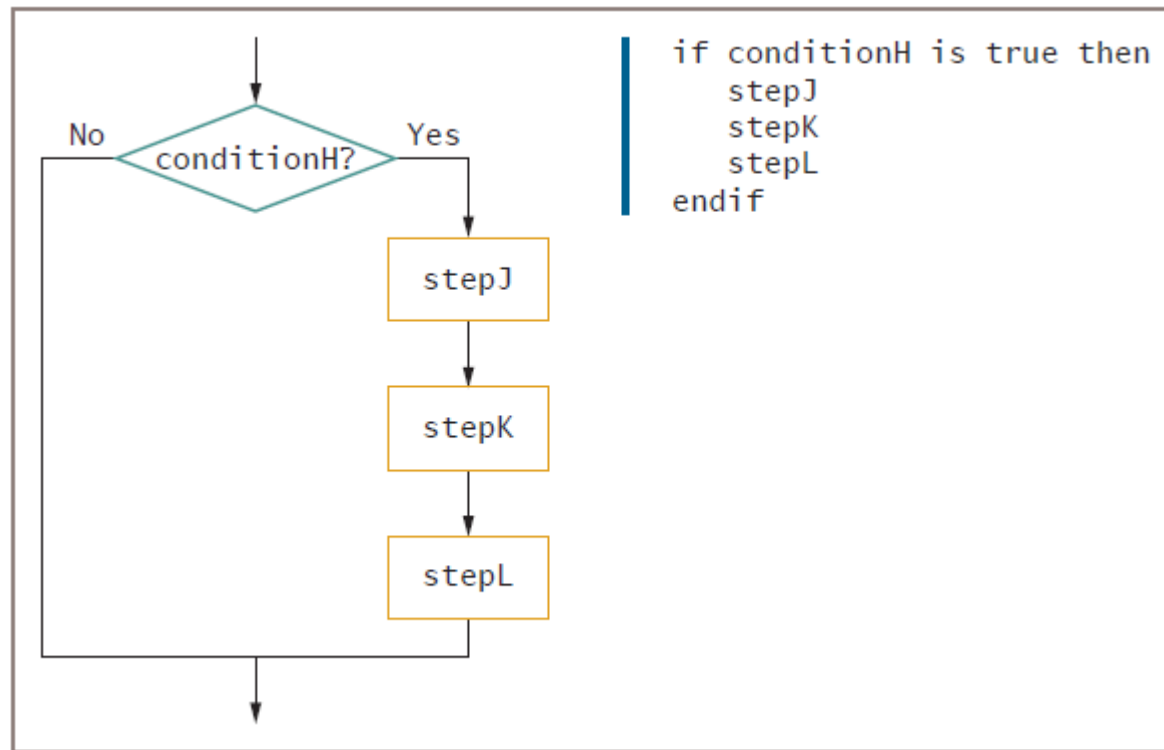 No
Yes
conditionH?
stepJ
stepK
stepL
if conditionH is true then
stepJ
stepK
stepL
endif